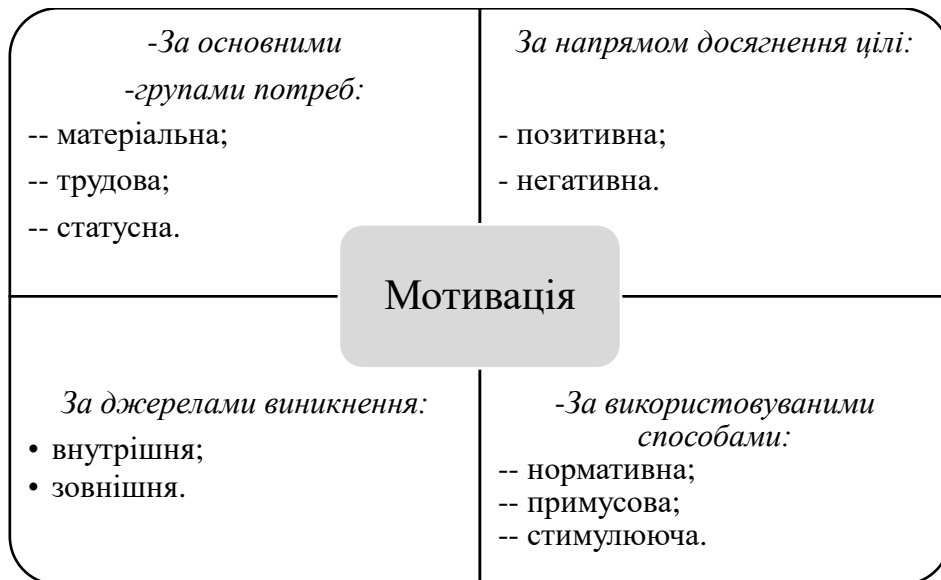 -За основними
-групами потреб:
-- матеріальна;
-- трудова;
-- статусна.
За напрямом досягнення цілі:
- позитивна;
- негативна.
Мотивація
За джерелами виникнення:
• внутрішня;
• зовнішня.
-За використовуваними
способами:
-- нормативна;
-- примусова;
-- стимулююча.